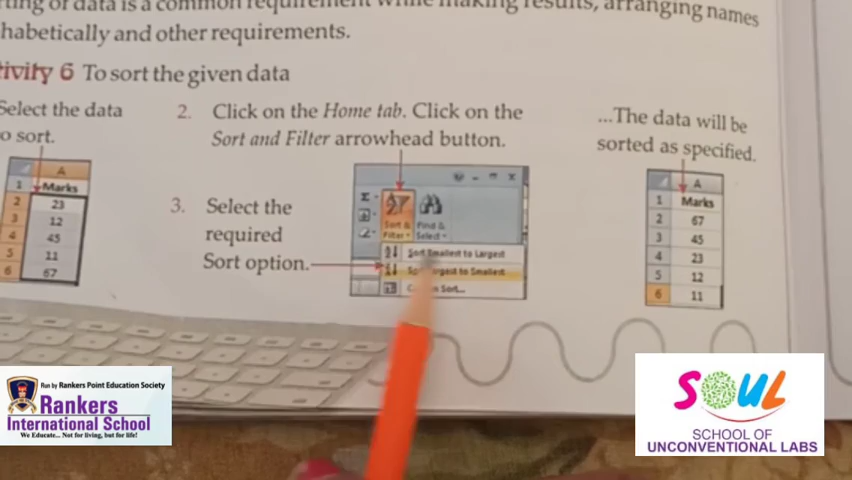 rting of data is a common requirement while making results, arranging names
habetically and other requirements.
tivity 6 To sort the given data
Select the data
o sort.
A
1 Marks
2 23
3 12
4 45
5 11
6 67
2. Click on the Home tab. Click on the
Sort and Filter arrowhead button.
3. Select the
required
Sort option.
Σ
Sort & Find &
Filter Select
Sort Smallest to Largest
Largest to Smallest
Sort...
...The data will be
sorted as specified.
A
1 Marks
2 67
3 45
4 23
5 12
6 11
Run by Rankers Point Education Society
Rankers
International School
We Educate... Not for living, but for life!
SOUL
SCHOOL OF
UNCONVENTIONAL LABS